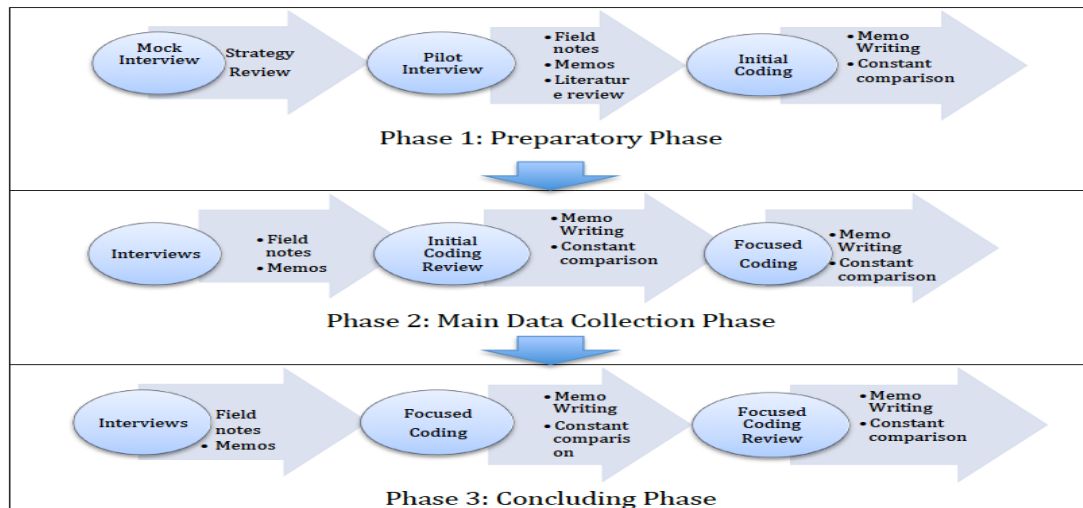 Mock
Interview
Strategy
Review
Pilot
Interview
• Field
notes
• Memos
• Literatur
e review
Initial
Coding
• Memo
Writing
• Constant
comparison
Phase 1: Preparatory Phase
Interviews
• Field
notes
• Memos
Initial
Coding
Review
• Memo
Writing
• Constant
comparison
Focused
Coding
• Memo
Writing
• Constant
comparison
Phase 2: Main Data Collection Phase
Interviews
Field
notes
• Memos
Focused
Coding
• Memo
Writing
• Constant
comparis
on
Focused
Coding
Review
• Memo
Writing
• Constant
comparison
Phase 3: Concluding Phase